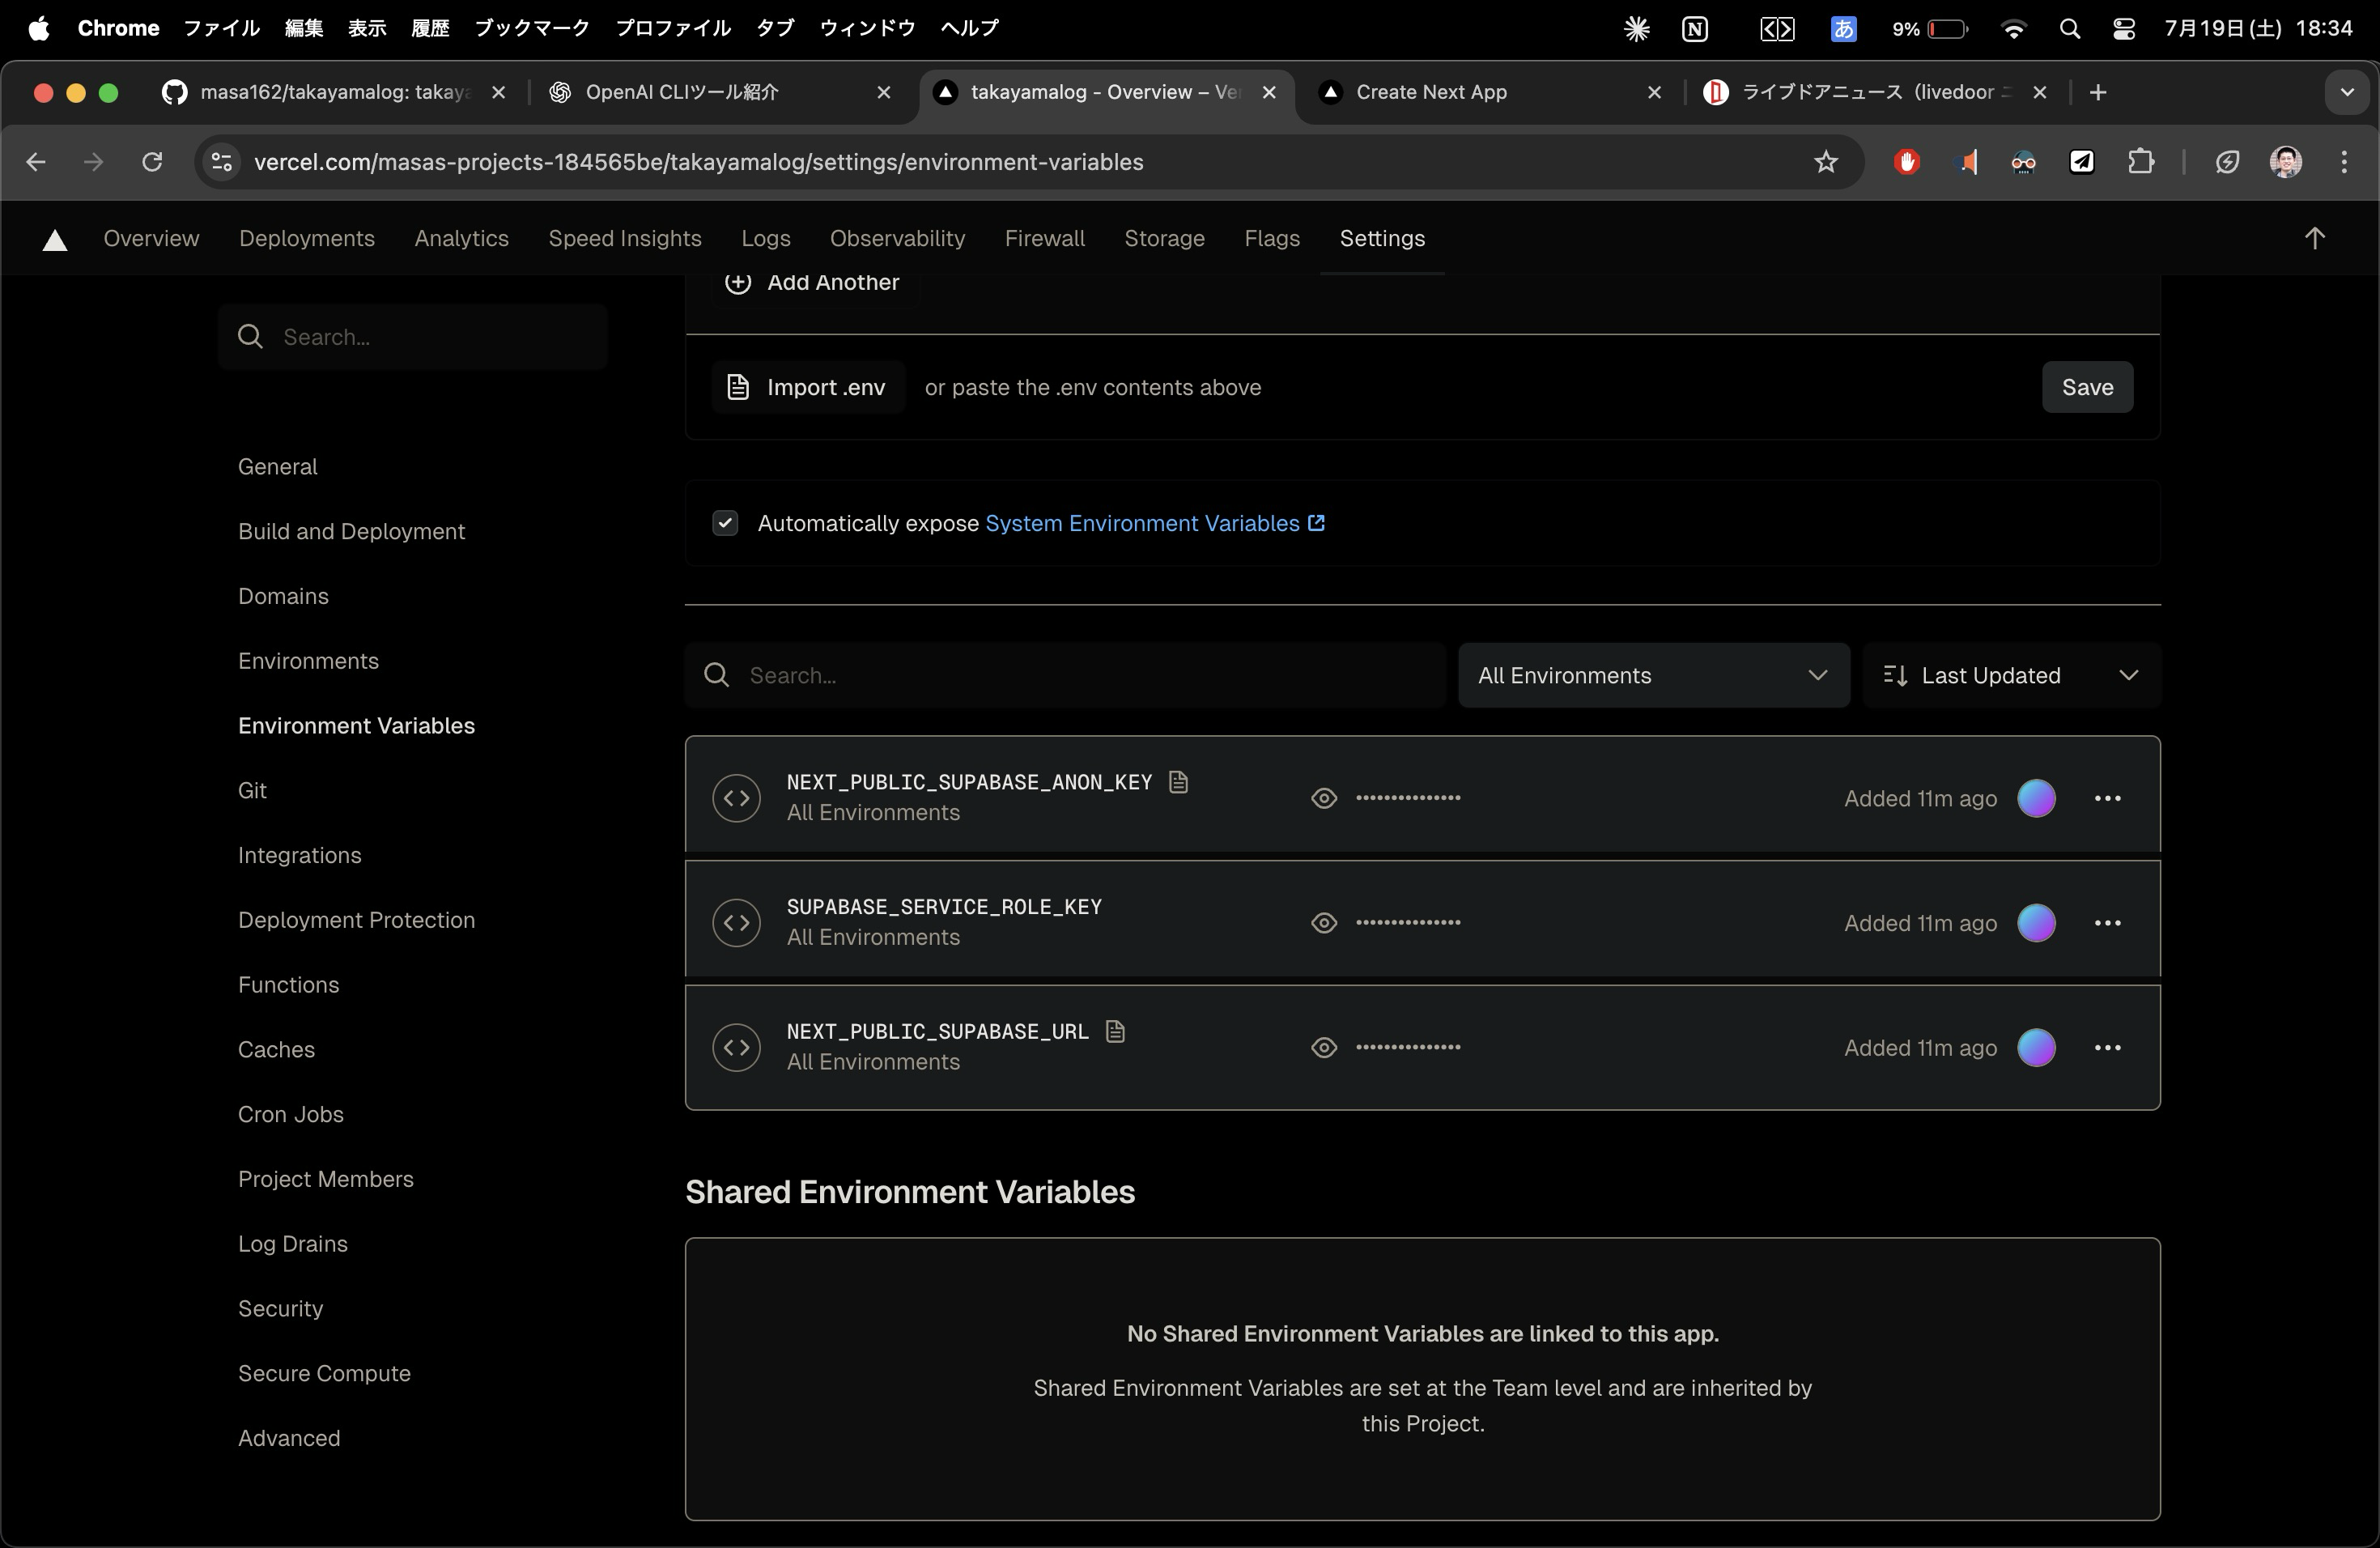 Chrome ファイル 編集 表示 履歴 ブックマーク プロファイル タブ ウィンドウ ヘルプ あ 9% 7月19日(土) 18:34
masa162/takayamalog: takaya OpenAI CLIツール紹介 takayamalog - Overview – Ve Create Next App ライブドアニュース（livedoor ニ
vercel.com/masas-projects-184565be/takayamalog/settings/environment-variables
Overview Deployments Analytics Speed Insights Logs Observability Firewall Storage Flags Settings
Add Another
Search...
Import .env or paste the .env contents above Save
General
Build and Deployment
Domains
Environments
Environment Variables
Git
Integrations
Deployment Protection
Functions
Caches
Cron Jobs
Project Members
Log Drains
Security
Secure Compute
Advanced
Automatically expose System Environment Variables
Search... All Environments Last Updated
NEXT_PUBLIC_SUPABASE_ANON_KEY
All Environments
•••••••••••••••
Added 11m ago
SUPABASE_SERVICE_ROLE_KEY
All Environments
•••••••••••••••
Added 11m ago
NEXT_PUBLIC_SUPABASE_URL
All Environments
•••••••••••••••
Added 11m ago
Shared Environment Variables
No Shared Environment Variables are linked to this app.
Shared Environment Variables are set at the Team level and are inherited by
this Project.